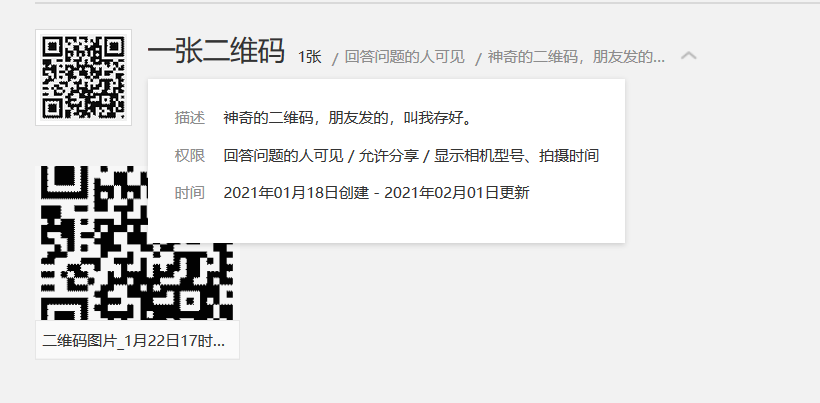 一张二维码 1张 / 回答问题的人可见 / 神奇的二维码，朋友发的...
描述 神奇的二维码，朋友发的，叫我存好。
权限 回答问题的人可见 / 允许分享 / 显示相机型号、拍摄时间
时间 2021年01月18日创建 - 2021年02月01日更新
二维码图片_1月22日17时...